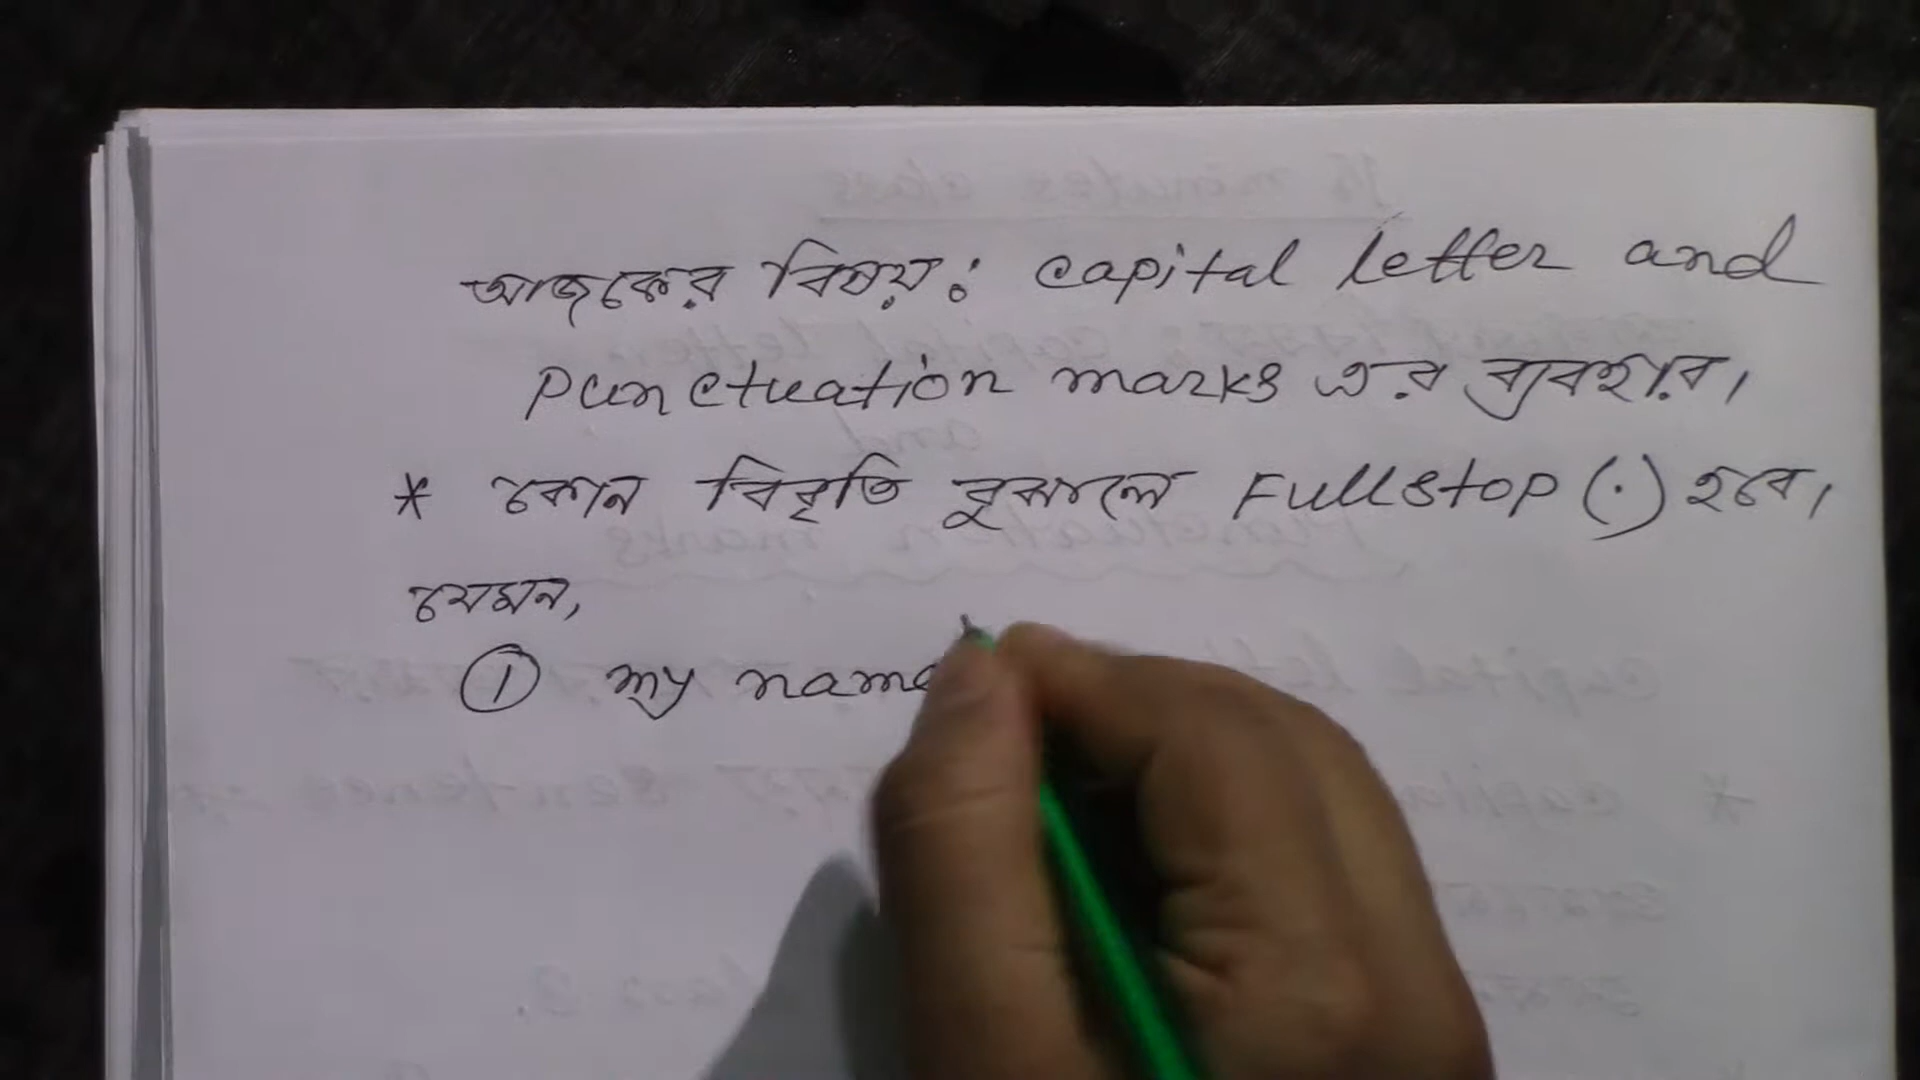 আজকের বিষয়: capital letter and
punctuation marks এর ব্যবহার।
* কোন বিবৃতি বুঝালে Fullstop (.) হবে।
যেমন,
① my name